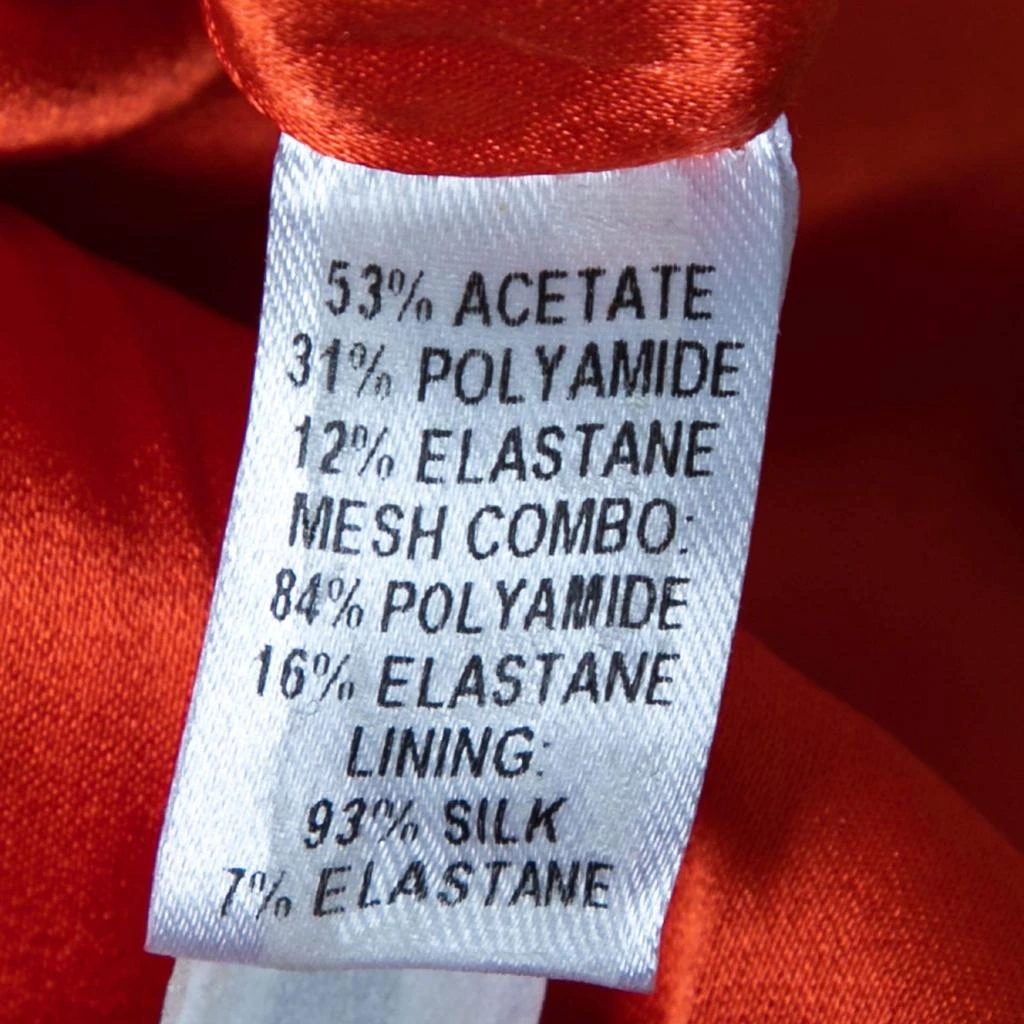 53% ACETATE
31% POLYAMIDE
12% ELASTANE
MESH COMBO:
84% POLYAMIDE
16% ELASTANE
LINING:
93% SILK
7% ELASTANE